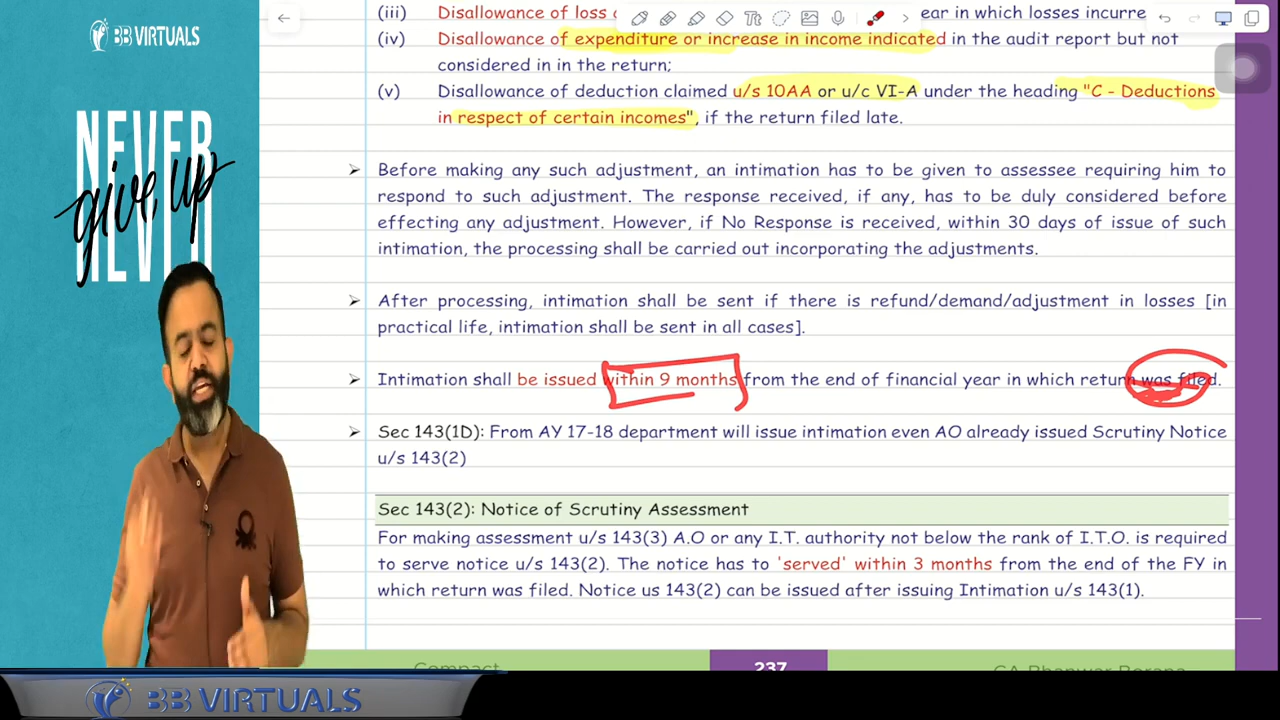 BB VIRTUALS
NEVER
give up
NEVER
(iii) Disallowance of loss ear in which losses incurre
(iv) Disallowance of expenditure or increase in income indicated in the audit report but not
considered in in the return;
(v) Disallowance of deduction claimed u/s 10AA or u/c VI-A under the heading "C - Deductions
in respect of certain incomes", if the return filed late.
➢ Before making any such adjustment, an intimation has to be given to assessee requiring him to
respond to such adjustment. The response received, if any, has to be duly considered before
effecting any adjustment. However, if No Response is received, within 30 days of issue of such
intimation, the processing shall be carried out incorporating the adjustments.
➢ After processing, intimation shall be sent if there is refund/demand/adjustment in losses [in
practical life, intimation shall be sent in all cases].
➢ Intimation shall be issued within 9 months from the end of financial year in which return was filed.
➢ Sec 143(1D): From AY 17-18 department will issue intimation even AO already issued Scrutiny Notice
u/s 143(2)
Sec 143(2): Notice of Scrutiny Assessment
For making assessment u/s 143(3) A.O or any I.T. authority not below the rank of I.T.O. is required
to serve notice u/s 143(2). The notice has to 'served' within 3 months from the end of the FY in
which return was filed. Notice us 143(2) can be issued after issuing Intimation u/s 143(1).
Compact 237 CA Bhanwar Borana
BB VIRTUALS